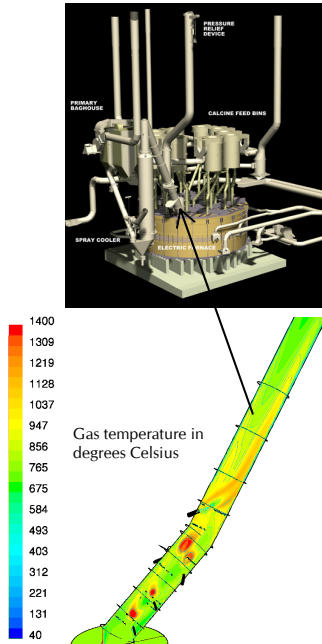 PRESSURE
RELIEF
DEVICE
PRIMARY
BAGHOUSE
CALCINE FEED BINS
SPRAY COOLER
ELECTRIC FURNACE
1400
1309
1219
1128
1037
947
856
765
675
584
493
403
312
221
131
40
Gas temperature in
degrees Celsius